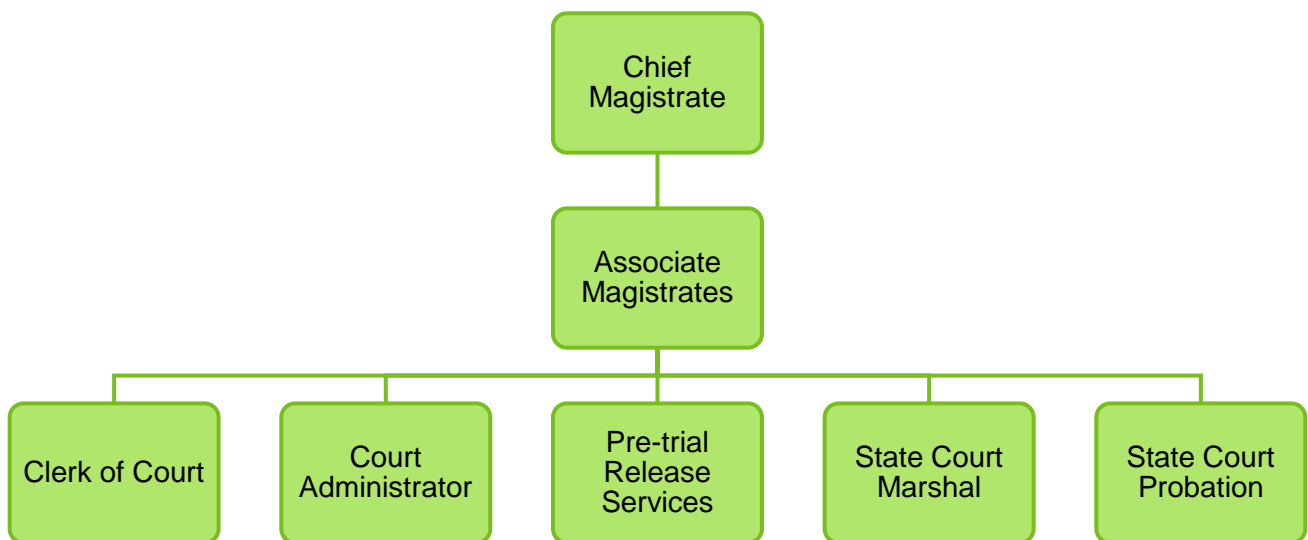 Chief
Magistrate
Associate
Magistrates
Clerk of Court
Court
Administrator
Pre-trial
Release
Services
State Court
Marshal
State Court
Probation